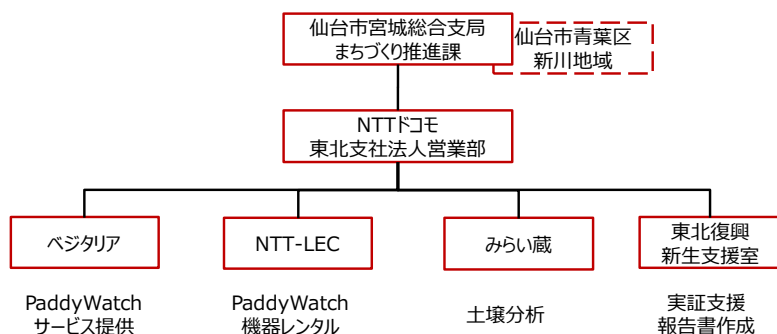 仙台市宮城総合支局
まちづくり推進課
仙台市青葉区
新川地域
NTTドコモ
東北支社法人営業部
ベジタリア
NTT-LEC
みらい蔵
東北復興
新生支援室
PaddyWatch
サービス提供
PaddyWatch
機器レンタル
土壌分析
実証支援
報告書作成